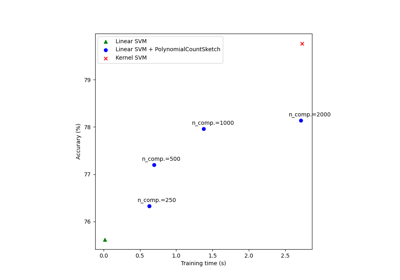 Linear SVM
Linear SVM + PolynomialCountSketch
Kernel SVM
79
n_comp.=2000
n_comp.=1000
78
Accurary (%)
n_comp.=500
77
n_comp.=250
76
0.0 0.5 1.0 1.5 2.0 2.5
Training time (s)